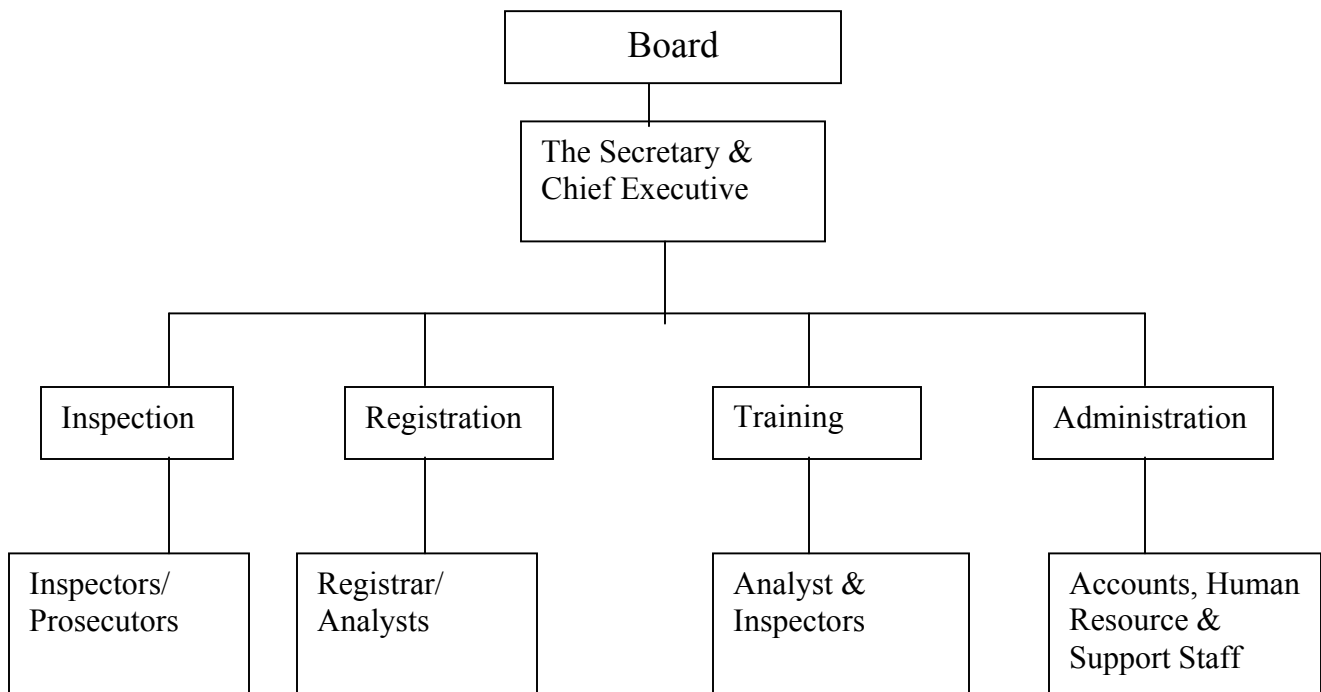 Board
The Secretary &
Chief Executive
Inspection
Registration
Training
Administration
Inspectors/
Prosecutors
Registrar/
Analysts
Analyst &
Inspectors
Accounts, Human
Resource &
Support Staff